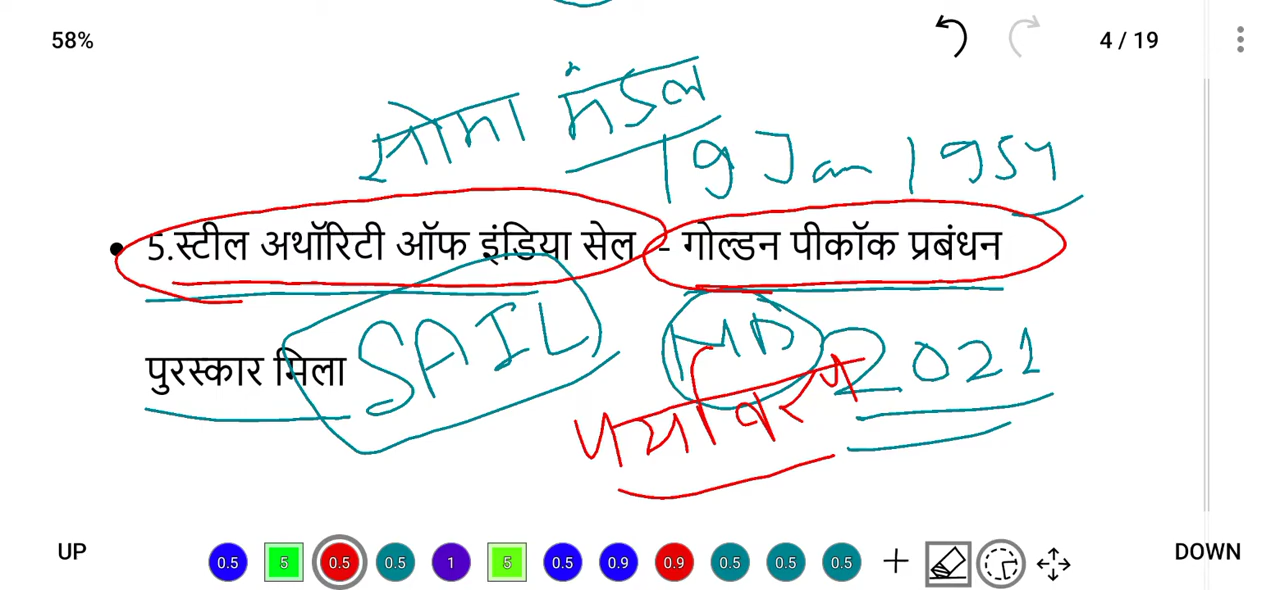 58%
4 / 19
सोमा मंडल
19 Jan 1954
• 5.स्टील अथॉरिटी ऑफ इंडिया सेल - गोल्डन पीकॉक प्रबंधन
पुरस्कार मिला SAIL MD 2021
पर्यावरण
UP 0.5 5 0.5 0.5 1 5 0.5 0.9 0.9 0.5 0.5 0.5 DOWN